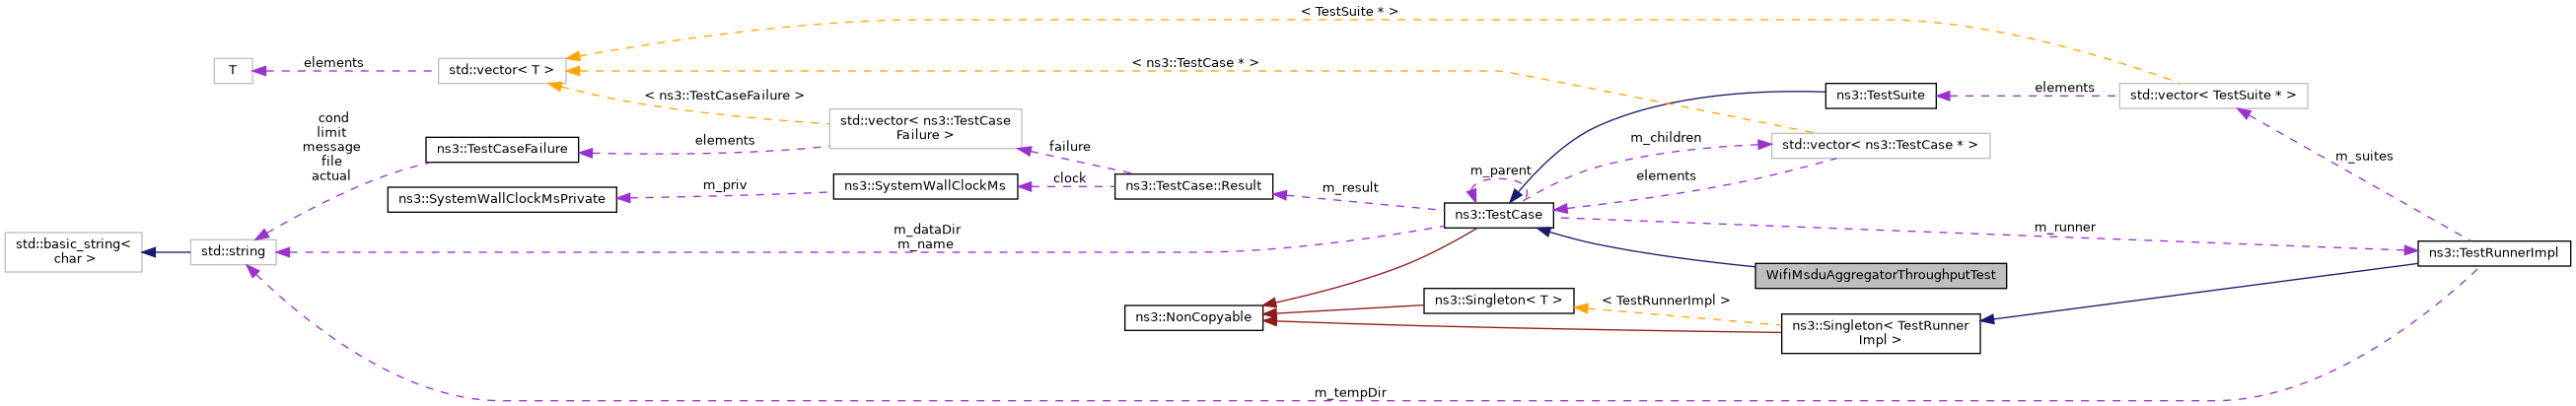 < TestSuite * >
< ns3::TestCase * >
T
elements
std::vector< T >
< ns3::TestCaseFailure >
ns3::TestSuite
elements
std::vector< TestSuite * >
cond
limit
message
file
actual
ns3::TestCaseFailure
elements
std::vector< ns3::TestCase
Failure >
failure
m_parent
m_children
std::vector< ns3::TestCase * >
elements
m_suites
ns3::SystemWallClockMsPrivate
m_priv
ns3::SystemWallClockMs
clock
ns3::TestCase::Result
m_result
ns3::TestCase
m_runner
std::basic_string<
char >
std::string
m_dataDir
m_name
ns3::TestRunnerImpl
WifiMsduAggregatorThroughputTest
ns3::NonCopyable
ns3::Singleton< T >
< TestRunnerImpl >
ns3::Singleton< TestRunner
Impl >
m_tempDir